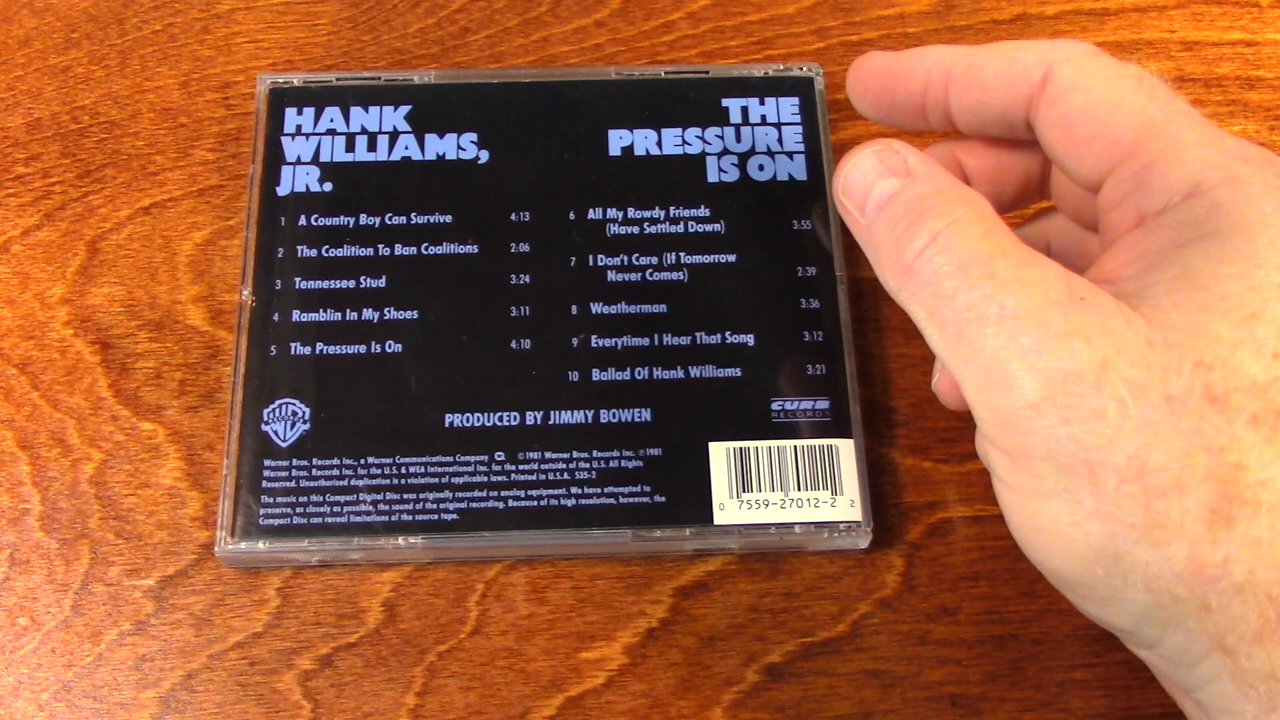 HANK
WILLIAMS,
JR.
THE
PRESSURE
IS ON
1 A Country Boy Can Survive 4:13
2 The Coalition To Ban Coalitions 2:06
3 Tennessee Stud 3:24
4 Ramblin In My Shoes 3:11
5 The Pressure Is On 4:10
6 All My Rowdy Friends
(Have Settled Down) 3:55
7 I Don't Care (If Tomorrow
Never Comes) 2:39
8 Weatherman 3:36
9 Everytime I Hear That Song 3:12
10 Ballad Of Hank Williams 3:21
PRODUCED BY JIMMY BOWEN
CURB
RECORDS
Warner Bros. Records Inc., a Warner Communications Company ©1981 Warner Bros. Records Inc. ℗1981
Warner Bros. Records Inc. for the U.S. & WEA International Inc. for the world outside of the U.S. All Rights
Reserved. Unauthorized duplication is a violation of applicable laws. Printed in U.S.A. 535-2
The music on this Compact Digital Disc was originally recorded on analog equipment. We have attempted to
preserve, as closely as possible, the sound of the original recording. Because of its high resolution, however, the
Compact Disc can reveal limitations of the source tape.
0 7559-27012-2 2